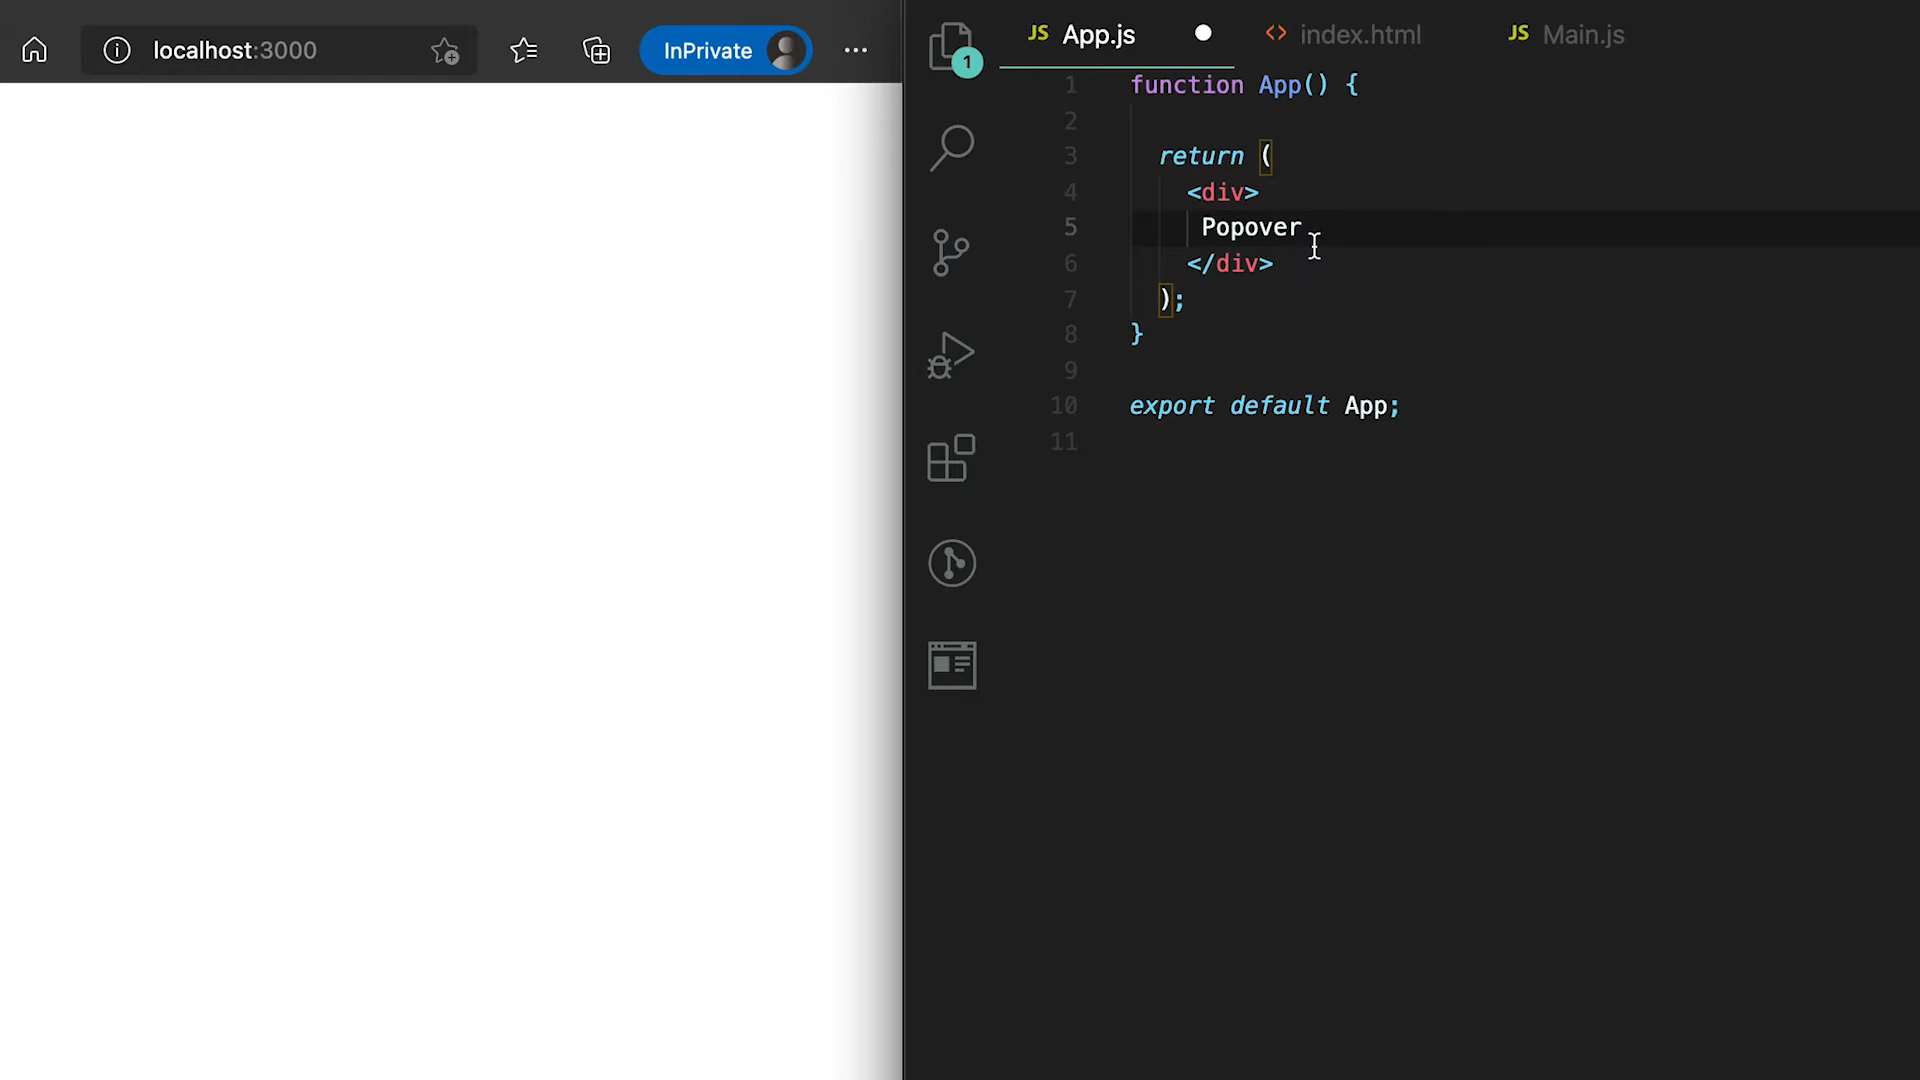 localhost:3000
InPrivate
1
JS App.js
<> index.html
JS Main.js
1 function App() {
2
3 return (
4 <div>
5 Popover
6 </div>
7 );
8 }
9
10 export default App;
11